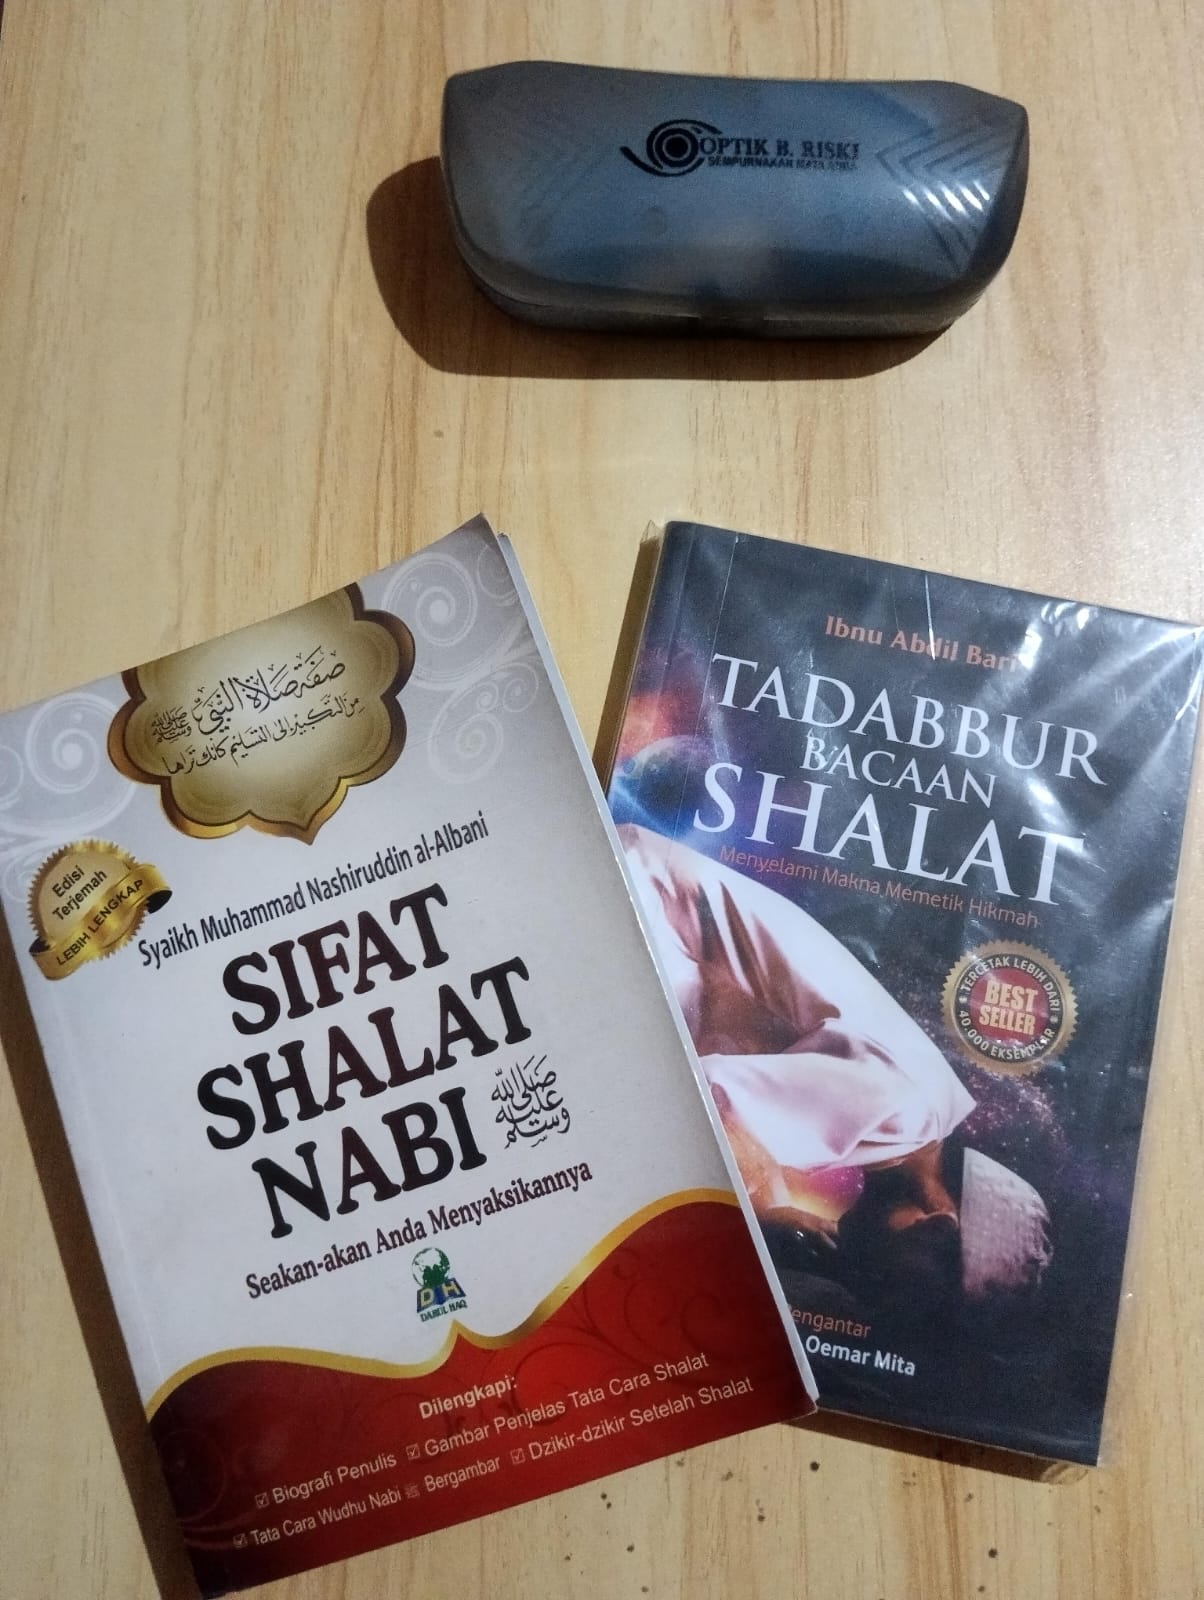 OPTIK B. RISKI
SEMPURNAKAN MATA ANDA
صفة صلاة النبي ﷺ
من التكبير إلى التسليم كأنك تراها
Edisi
Terjemah
LEBIH LENGKAP
Syaikh Muhammad Nashiruddin al-Albani
SIFAT
SHALAT
NABI ﷺ
Seakan-akan Anda Menyaksikannya
DH
DARUL HAQ
Dilengkapi:
☑ Biografi Penulis ☑ Gambar Penjelas Tata Cara Shalat
☑ Tata Cara Wudhu Nabi ﷺ Bergambar ☑ Dzikir-dzikir Setelah Shalat
Ibnu Abdil Bari
TADABBUR
BACAAN
SHALAT
Menyelami Makna Memetik Hikmah
TERCETAK LEBIH DARI
BEST
SELLER
40.000 EKSEMPLAR
Pengantar
Oemar Mita